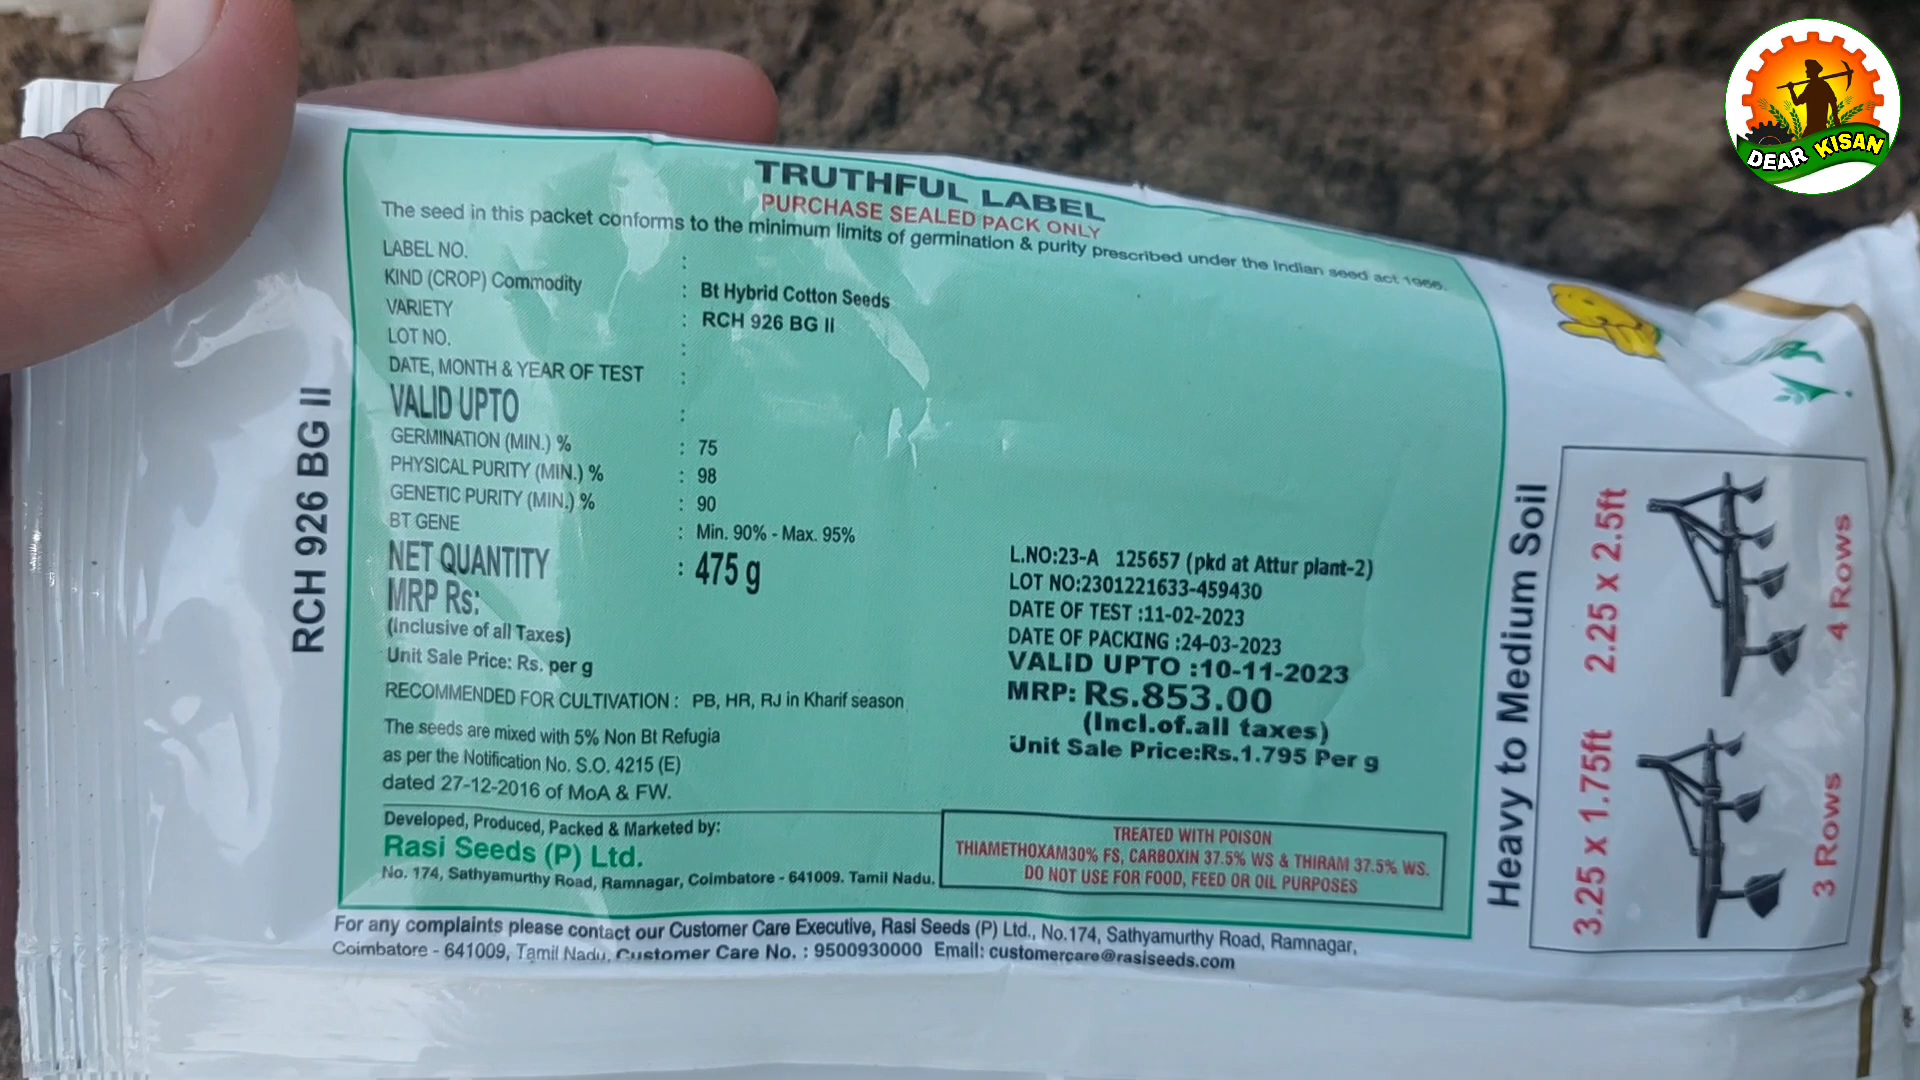 DEAR KISAN
TRUTHFUL LABEL
PURCHASE SEALED PACK ONLY
The seed in this packet conforms to the minimum limits of germination & purity prescribed under the Indian seed act 1966.
LABEL NO. :
KIND (CROP) Commodity : Bt Hybrid Cotton Seeds
VARIETY : RCH 926 BG II
LOT NO. :
DATE, MONTH & YEAR OF TEST :
VALID UPTO :
GERMINATION (MIN.) % : 75
PHYSICAL PURITY (MIN.) % : 98
GENETIC PURITY (MIN.) % : 90
BT GENE : Min. 90% - Max. 95%
NET QUANTITY : 475 g
MRP Rs:
(Inclusive of all Taxes)
Unit Sale Price: Rs. per g
RECOMMENDED FOR CULTIVATION : PB, HR, RJ in Kharif season
The seeds are mixed with 5% Non Bt Refugia
as per the Notification No. S.O. 4215 (E)
dated 27-12-2016 of MoA & FW.
L.NO:23-A 125657 (pkd at Attur plant-2)
LOT NO:2301221633-459430
DATE OF TEST :11-02-2023
DATE OF PACKING :24-03-2023
VALID UPTO :10-11-2023
MRP: Rs.853.00
(Incl.of.all taxes)
Unit Sale Price:Rs.1.795 Per g
Developed, Produced, Packed & Marketed by:
Rasi Seeds (P) Ltd.
No. 174, Sathyamurthy Road, Ramnagar, Coimbatore - 641009. Tamil Nadu.
TREATED WITH POISON
THIAMETHOXAM30% FS, CARBOXIN 37.5% WS & THIRAM 37.5% WS.
DO NOT USE FOR FOOD, FEED OR OIL PURPOSES
For any complaints please contact our Customer Care Executive, Rasi Seeds (P) Ltd., No.174, Sathyamurthy Road, Ramnagar,
Coimbatore - 641009, Tamil Nadu, Customer Care No. : 9500930000 Email: customercare@rasiseeds.com
RCH 926 BG II
Heavy to Medium Soil
3.25 x 1.75ft 2.25 x 2.5ft
3 Rows 4 Rows